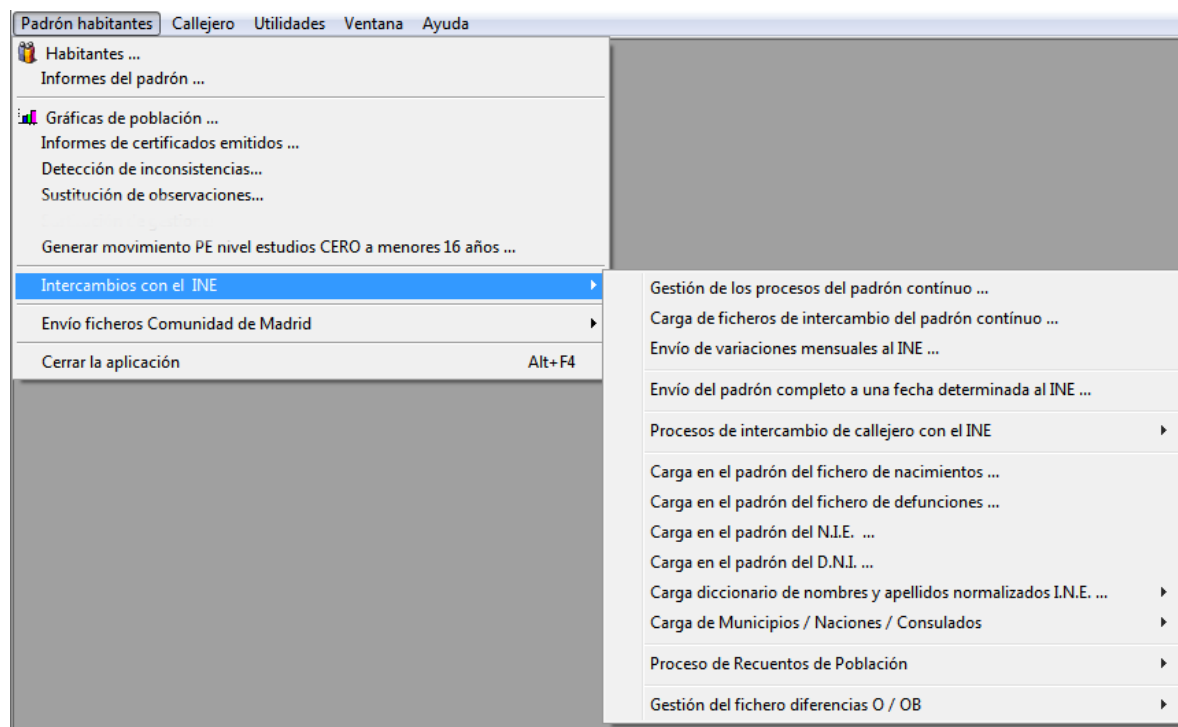 Padrón habitantes Callejero Utilidades Ventana Ayuda
Habitantes ...
Informes del padrón ...
Gráficas de población ...
Informes de certificados emitidos ...
Detección de inconsistencias...
Sustitución de observaciones...
Generar movimiento PE nivel estudios CERO a menores 16 años ...
Intercambios con el INE
Envío ficheros Comunidad de Madrid
Cerrar la aplicación Alt+F4
Gestión de los procesos del padrón contínuo ...
Carga de ficheros de intercambio del padrón contínuo ...
Envío de variaciones mensuales al INE ...
Envío del padrón completo a una fecha determinada al INE ...
Procesos de intercambio de callejero con el INE
Carga en el padrón del fichero de nacimientos ...
Carga en el padrón del fichero de defunciones ...
Carga en el padrón del N.I.E. ...
Carga en el padrón del D.N.I. ...
Carga diccionario de nombres y apellidos normalizados I.N.E. ...
Carga de Municipios / Naciones / Consulados
Proceso de Recuentos de Población
Gestión del fichero diferencias O / OB